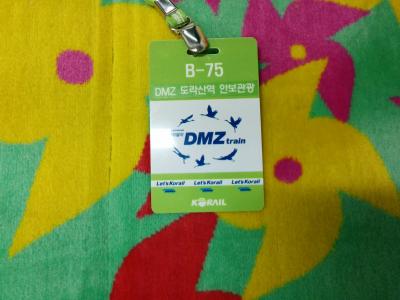 B-75
DMZ 도라산역 안보관광
DMZ train
Let's Korail Let's Korail Let's Korail
KORAIL